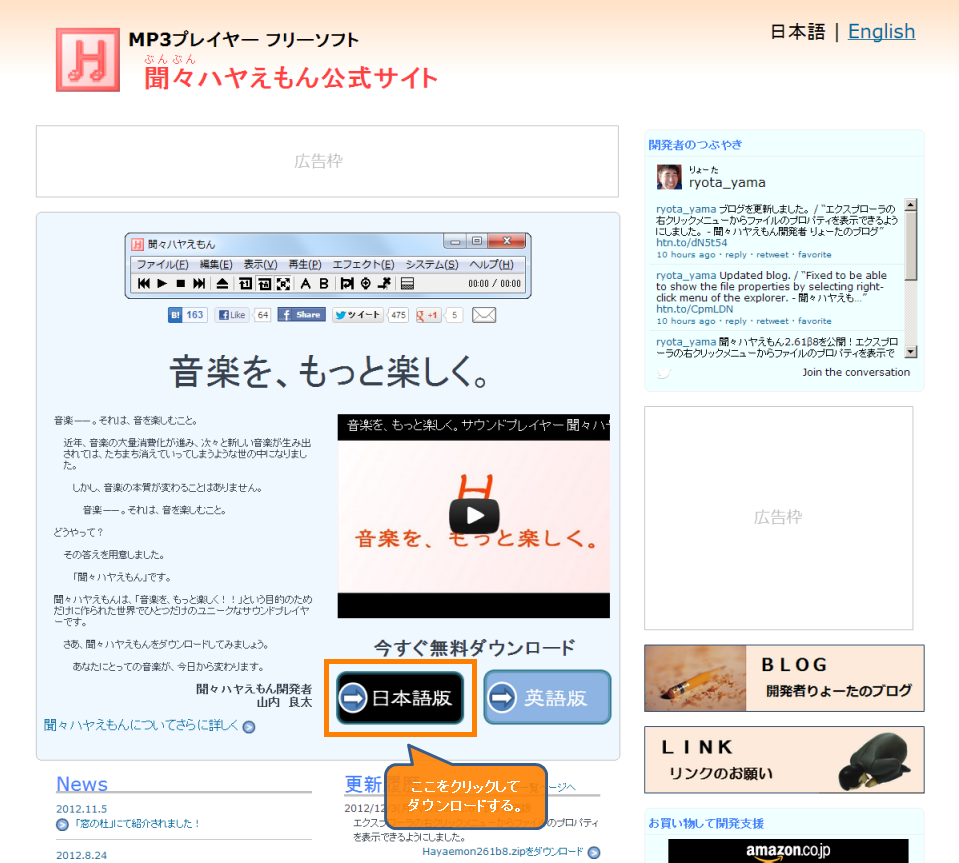 日本語 | English
MP3プレイヤー フリーソフト
ぶんぶん
聞々ハヤえもん公式サイト
広告枠
聞々ハヤえもん
ファイル(F) 編集(E) 表示(V) 再生(P) エフェクト(E) システム(S) ヘルプ(H)
A B 00:00 / 00:00
B! 163 Like 64 Share ツイート 475 +1 5
音楽を、もっと楽しく。
音楽――。それは、音を楽しむこと。
近年、音楽の大量消費化が進み、次々と新しい音楽が生み出
されては、たちまち消えていってしまうような世の中になりまし
た。
しかし、音楽の本質が変わることはありません。
音楽――。それは、音を楽しむこと。
どうやって？
その答えを用意しました。
「聞々ハヤえもん」です。
聞々ハヤえもんは、「音楽を、もっと楽しく！！」という目的のため
だけに作られた世界でひとつだけのユニークなサウンドプレイヤ
ーです。
さあ、聞々ハヤえもんをダウンロードしてみましょう。
あなたにとっての音楽が、今日から変わります。
聞々ハヤえもん開発者
山内 良太
聞々ハヤえもんについてさらに詳しく
音楽を、もっと楽しく。サウンドプレイヤー 聞々ハヤ
音楽を、もっと楽しく。
今すぐ無料ダウンロード
日本語版
英語版
ここをクリックして
ダウンロードする。
News
2012.11.5
「窓の杜」にて紹介されました！
2012.8.24
更新
一覧ページへ
2012/12
のプロパティ
を表示できるようにしました。
Hayaemon261b8.zipをダウンロード
開発者のつぶやき
りょーた
ryota_yama
ryota_yama ブログを更新しました。 / "エクスプローラの
右クリックメニューからファイルのプロパティを表示できるよう
にしました。 - 聞々ハヤえもん開発者 りょーたのブログ"
htn.to/dN5t54
10 hours ago · reply · retweet · favorite
ryota_yama Updated blog. / "Fixed to be able
to show the file properties by selecting right-
click menu of the explorer. - 聞々ハヤえも…"
htn.to/CpmLDN
10 hours ago · reply · retweet · favorite
ryota_yama 聞々ハヤえもん2.61β8を公開！エクスプロ
ーラの右クリックメニューからファイルのプロパティを表示で
Join the conversation
広告枠
BLOG
開発者りょーたのブログ
LINK
リンクのお願い
お買い物して開発支援
amazon.co.jp